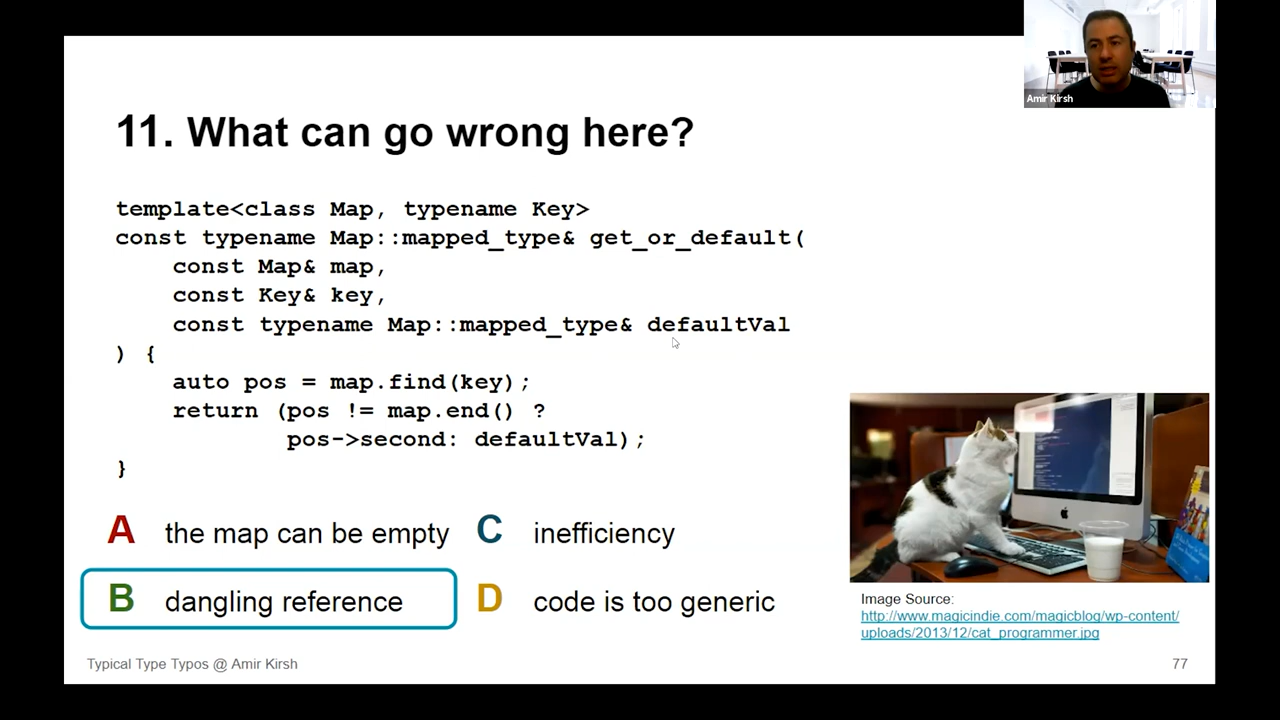 Amir Kirsh
11. What can go wrong here?
template<class Map, typename Key>
const typename Map::mapped_type& get_or_default(
    const Map& map,
    const Key& key,
    const typename Map::mapped_type& defaultVal
) {
    auto pos = map.find(key);
    return (pos != map.end() ?
            pos->second: defaultVal);
}
A the map can be empty
C inefficiency
B dangling reference
D code is too generic
Image Source:
http://www.magicindie.com/magicblog/wp-content/
uploads/2013/12/cat_programmer.jpg
Typical Type Typos @ Amir Kirsh
77